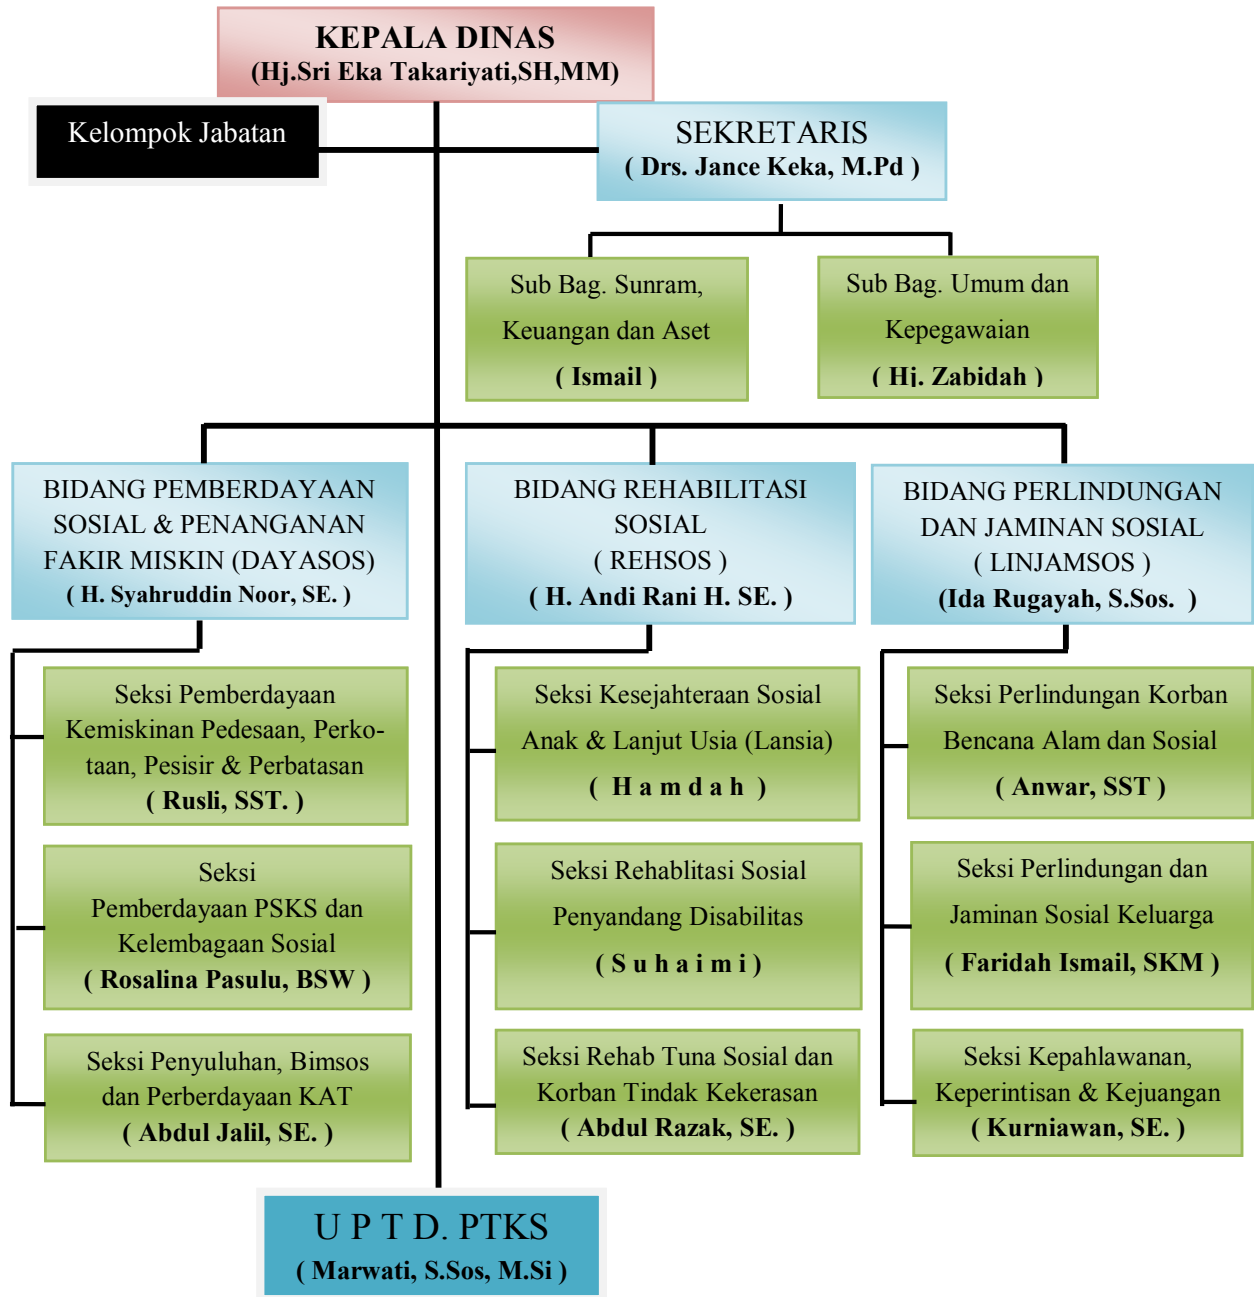 KEPALA DINAS
(Hj.Sri Eka Takariyati,SH,MM)
Kelompok Jabatan
SEKRETARIS
( Drs. Jance Keka, M.Pd )
Sub Bag. Sunram,
Keuangan dan Aset
( Ismail )
Sub Bag. Umum dan
Kepegawaian
( Hj. Zabidah )
BIDANG PEMBERDAYAAN
SOSIAL & PENANGANAN
FAKIR MISKIN (DAYASOS)
( H. Syahruddin Noor, SE. )
BIDANG REHABILITASI
SOSIAL
( REHSOS )
( H. Andi Rani H. SE. )
BIDANG PERLINDUNGAN
DAN JAMINAN SOSIAL
( LINJAMSOS )
(Ida Rugayah, S.Sos. )
Seksi Pemberdayaan
Kemiskinan Pedesaan, Perko-
taan, Pesisir & Perbatasan
( Rusli, SST. )
Seksi
Pemberdayaan PSKS dan
Kelembagaan Sosial
( Rosalina Pasulu, BSW )
Seksi Penyuluhan, Bimsos
dan Perberdayaan KAT
( Abdul Jalil, SE. )
Seksi Kesejahteraan Sosial
Anak & Lanjut Usia (Lansia)
( H a m d a h )
Seksi Rehablitasi Sosial
Penyandang Disabilitas
( S u h a i m i )
Seksi Rehab Tuna Sosial dan
Korban Tindak Kekerasan
( Abdul Razak, SE. )
Seksi Perlindungan Korban
Bencana Alam dan Sosial
( Anwar, SST )
Seksi Perlindungan dan
Jaminan Sosial Keluarga
( Faridah Ismail, SKM )
Seksi Kepahlawanan,
Keperintisan & Kejuangan
( Kurniawan, SE. )
U P T D. PTKS
( Marwati, S.Sos, M.Si )